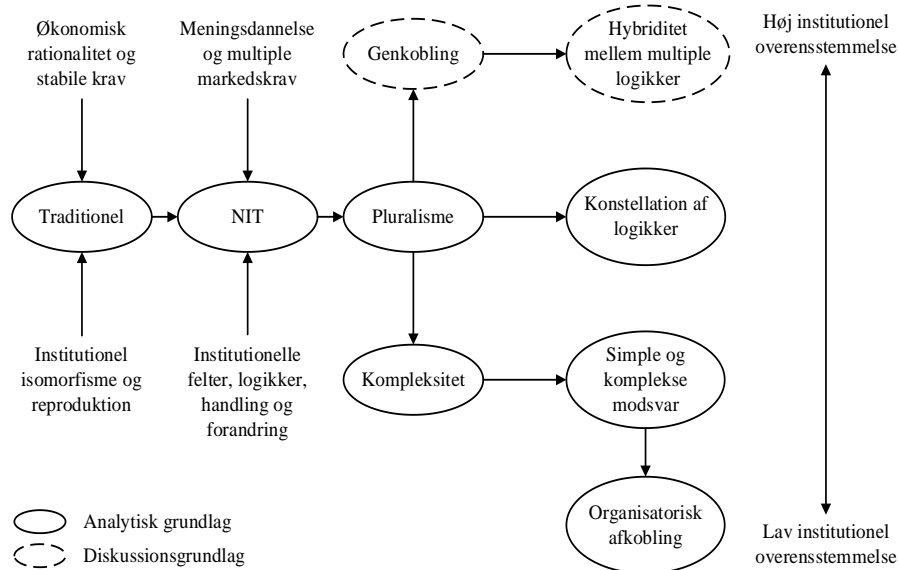 Økonomisk
rationalitet og
stabile krav
Meningsdannelse
og multiple
markedskrav
Genkobling
Hybriditet
mellem multiple
logikker
Høj institutionel
overensstemmelse
Traditionel
NIT
Pluralisme
Konstellation af
logikker
Institutionel
isomorfisme og
reproduktion
Institutionelle
felter, logikker,
handling og
forandring
Kompleksitet
Simple og
komplekse
modsvar
Organisatorisk
afkobling
Lav institutionel
overensstemmelse
Analytisk grundlag
Diskussionsgrundlag